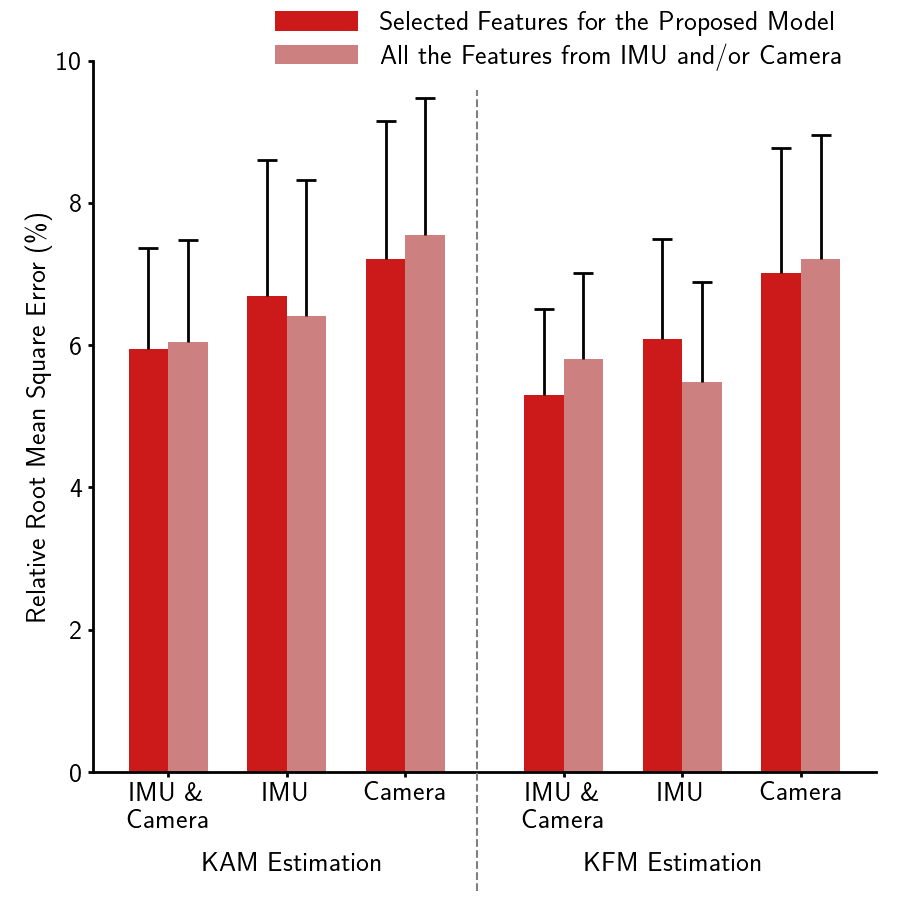 Selected Features for the Proposed Model
All the Features from IMU and/or Camera
Relative Root Mean Square Error (%)
10
8
6
4
2
0
IMU & Camera
IMU
Camera
IMU & Camera
IMU
Camera
KAM Estimation
KFM Estimation